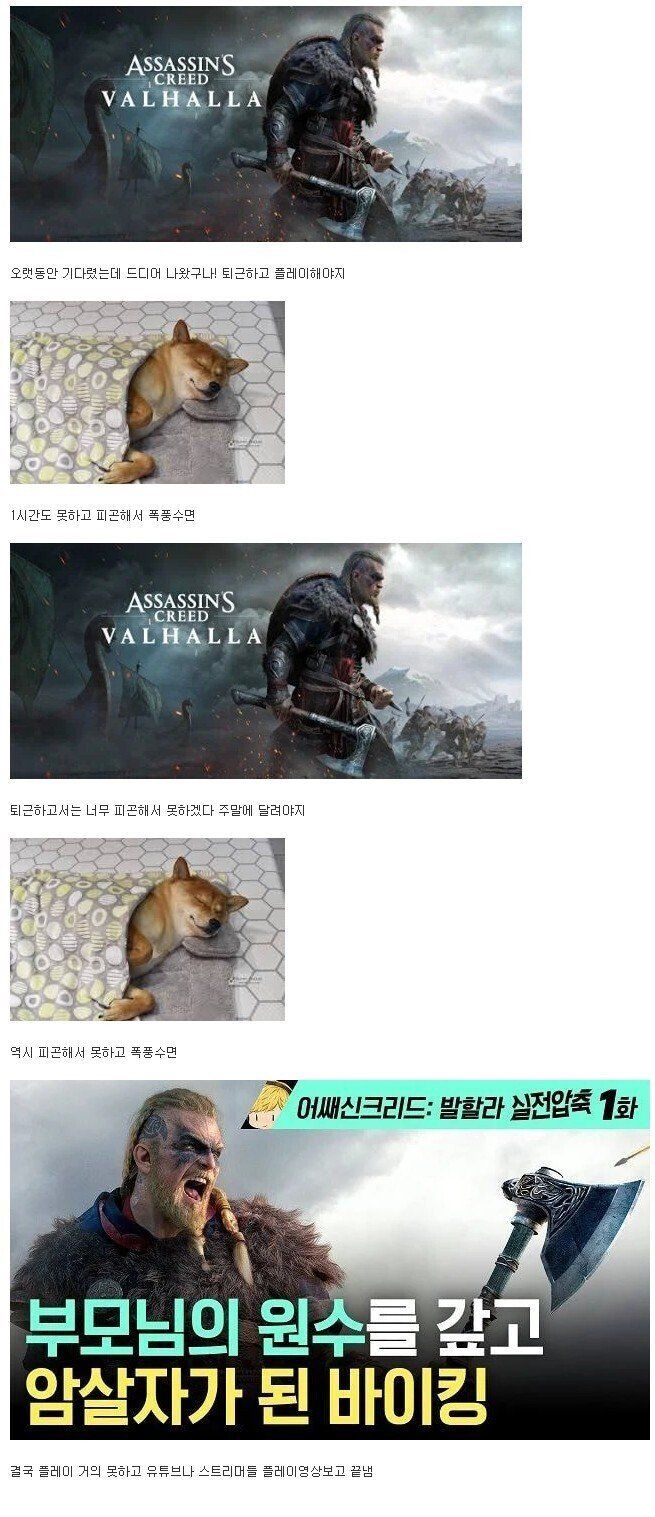 ASSASSIN'S
CREED
VALHALLA
오랫동안 기다렸는데 드디어 나왔구나! 퇴근하고 플레이해야지
1시간도 못하고 피곤해서 폭풍수면
ASSASSIN'S
CREED
VALHALLA
퇴근하고서는 너무 피곤해서 못하겠다 주말에 달려야지
역시 피곤해서 못하고 폭풍수면
어쌔신크리드: 발할라 실전압축 1화
부모님의 원수를 갚고
암살자가 된 바이킹
결국 플레이 거의 못하고 유튜브나 스트리머들 플레이영상보고 끝냄